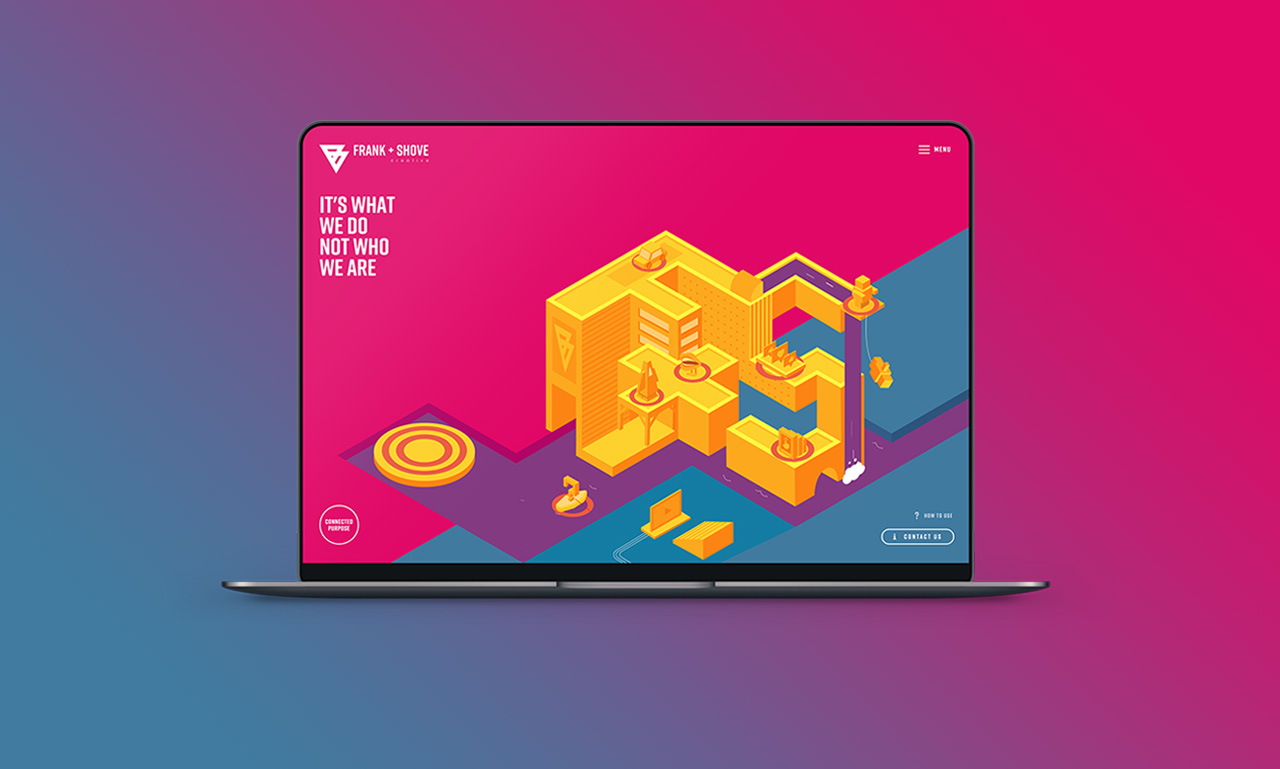 FRANK + SHOVE
creative
MENU
IT'S WHAT
WE DO
NOT WHO
WE ARE
CONNECTED
PURPOSE
? HOW TO USE
i CONTACT US